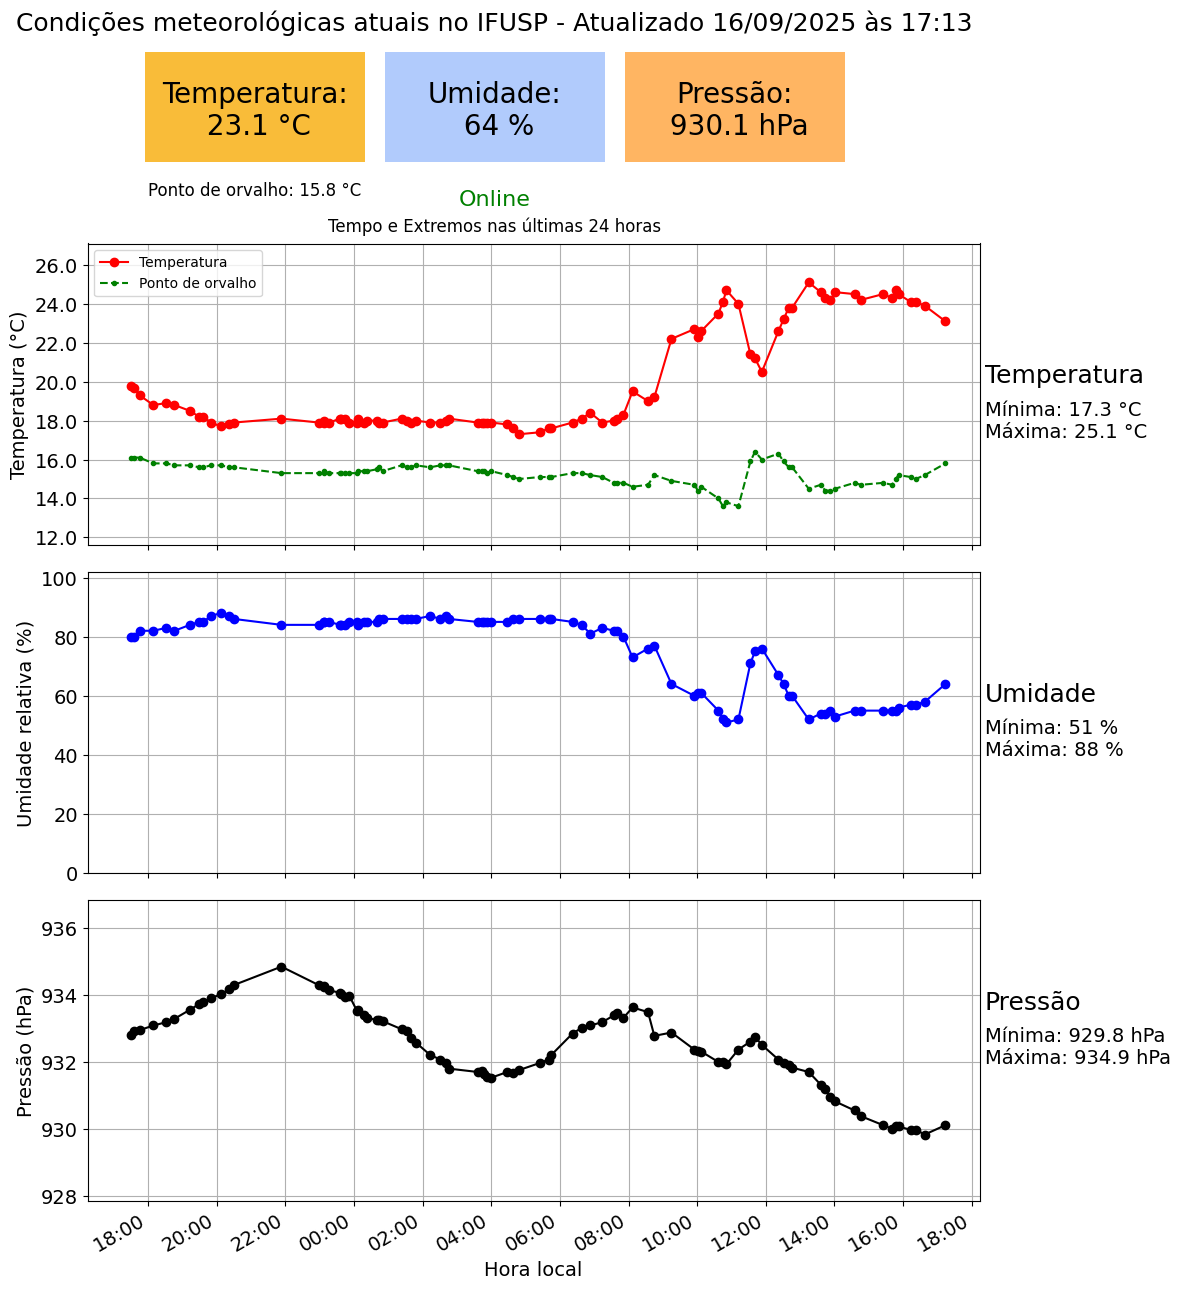 Condições meteorológicas atuais no IFUSP - Atualizado 16/09/2025 às 17:13
Temperatura:
23.1 °C
Umidade:
64 %
Pressão:
930.1 hPa
Ponto de orvalho: 15.8 °C
Online
Tempo e Extremos nas últimas 24 horas
Temperatura
Ponto de orvalho
Temperatura (°C)
26.0
24.0
22.0
20.0
18.0
16.0
14.0
12.0
Temperatura
Mínima: 17.3 °C
Máxima: 25.1 °C
Umidade relativa (%)
100
80
60
40
20
0
Umidade
Mínima: 51 %
Máxima: 88 %
Pressão (hPa)
936
934
932
930
928
Pressão
Mínima: 929.8 hPa
Máxima: 934.9 hPa
18:00 20:00 22:00 00:00 02:00 04:00 06:00 08:00 10:00 12:00 14:00 16:00 18:00
Hora local